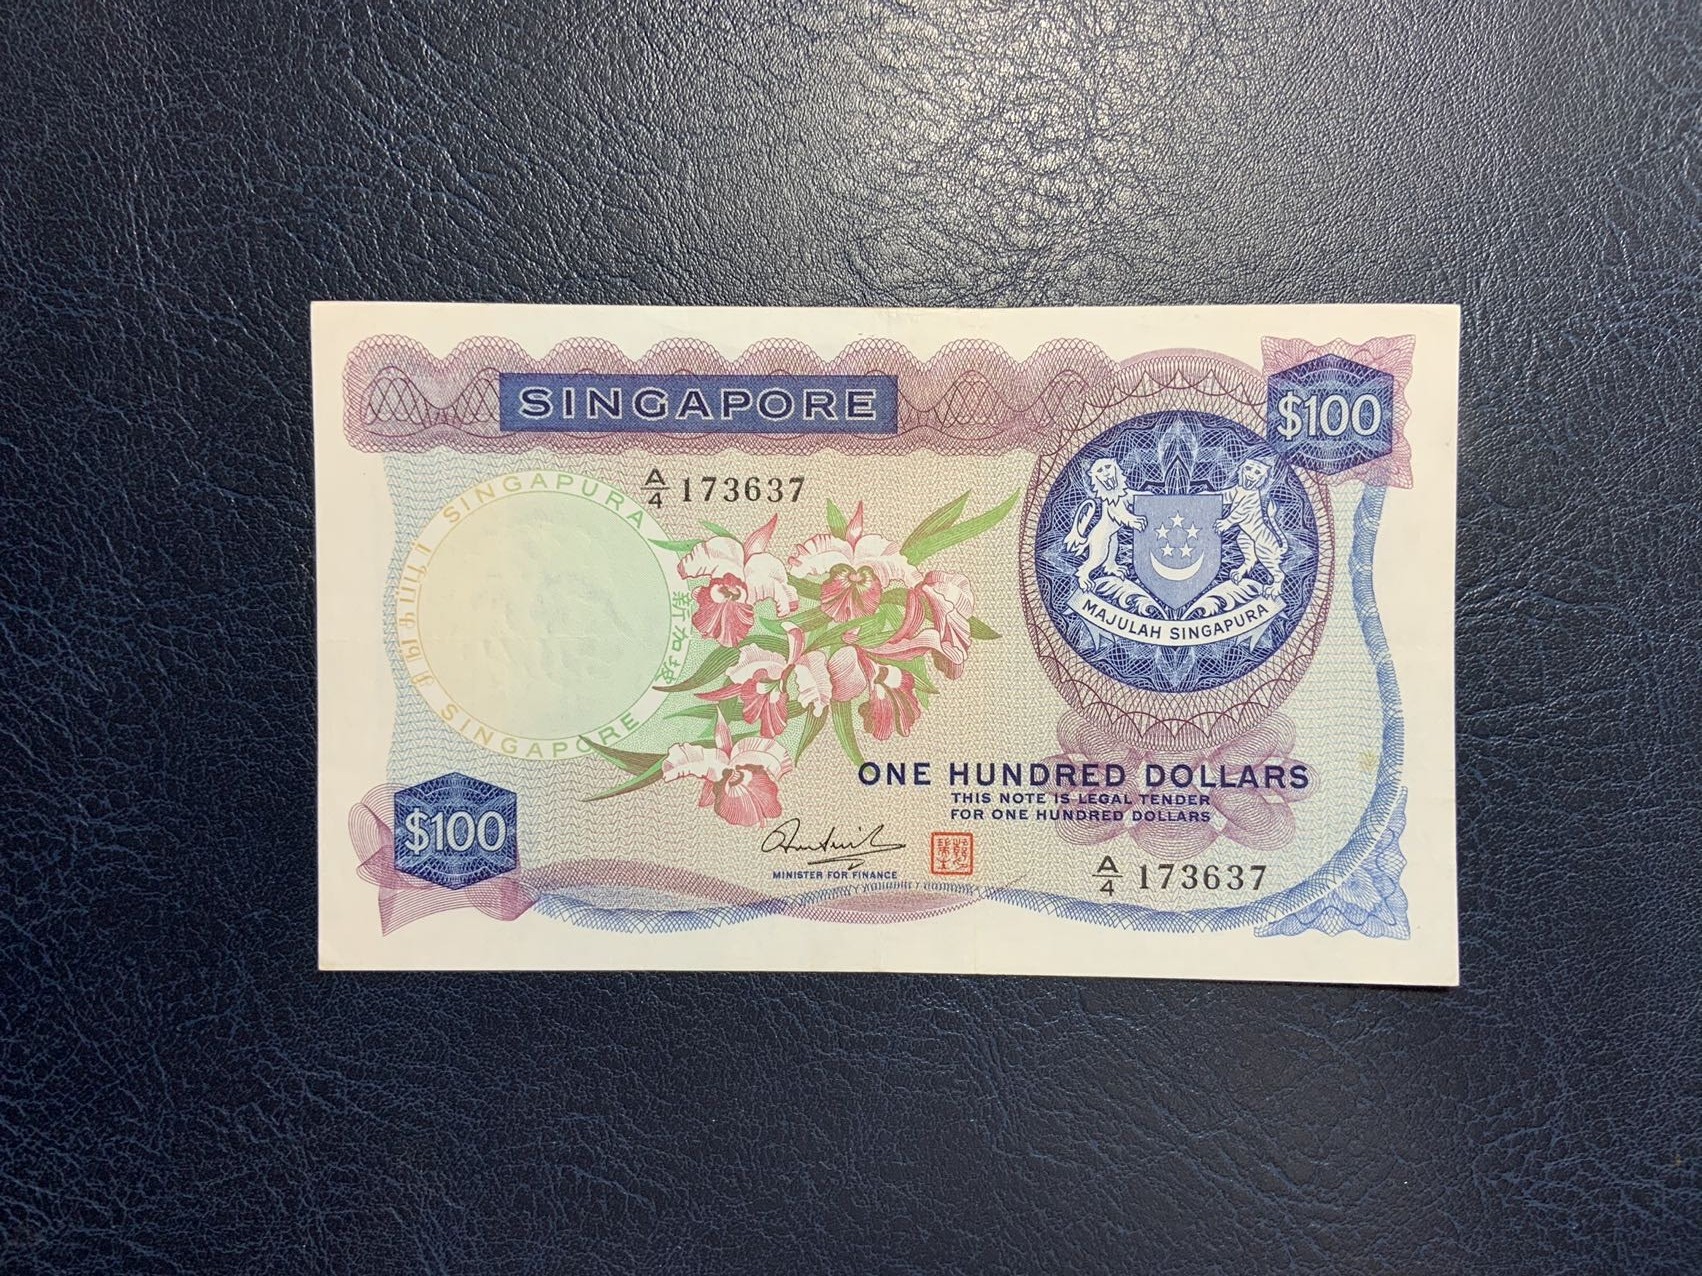 SINGAPORE
$100
A/4 173637
SINGAPURA
சிங்கப்பூர்
新加坡
SINGAPORE
MAJULAH SINGAPURA
ONE HUNDRED DOLLARS
THIS NOTE IS LEGAL TENDER
FOR ONE HUNDRED DOLLARS
$100
MINISTER FOR FINANCE
A/4 173637